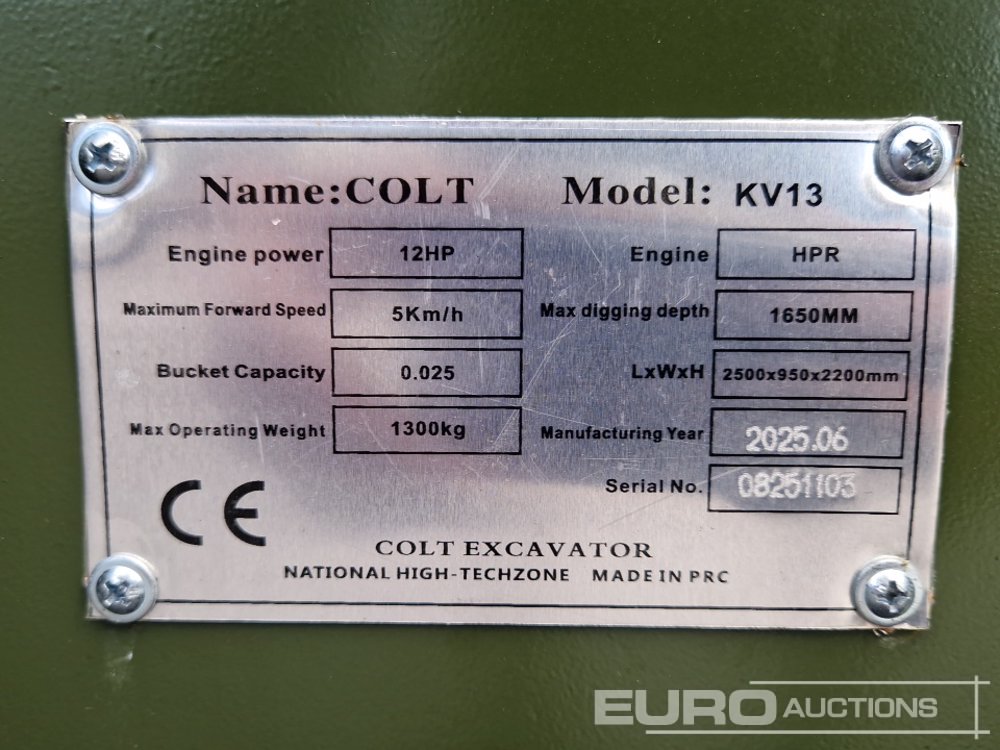 Name:COLT Model: KV13
Engine power 12HP Engine HPR
Maximum Forward Speed 5Km/h Max digging depth 1650MM
Bucket Capacity 0.025 LxWxH 2500x950x2200mm
Max Operating Weight 1300kg Manufacturing Year 2025.06
Serial No. 08251103
CE
COLT EXCAVATOR
NATIONAL HIGH-TECHZONE MADE IN PRC
EURO AUCTIONS